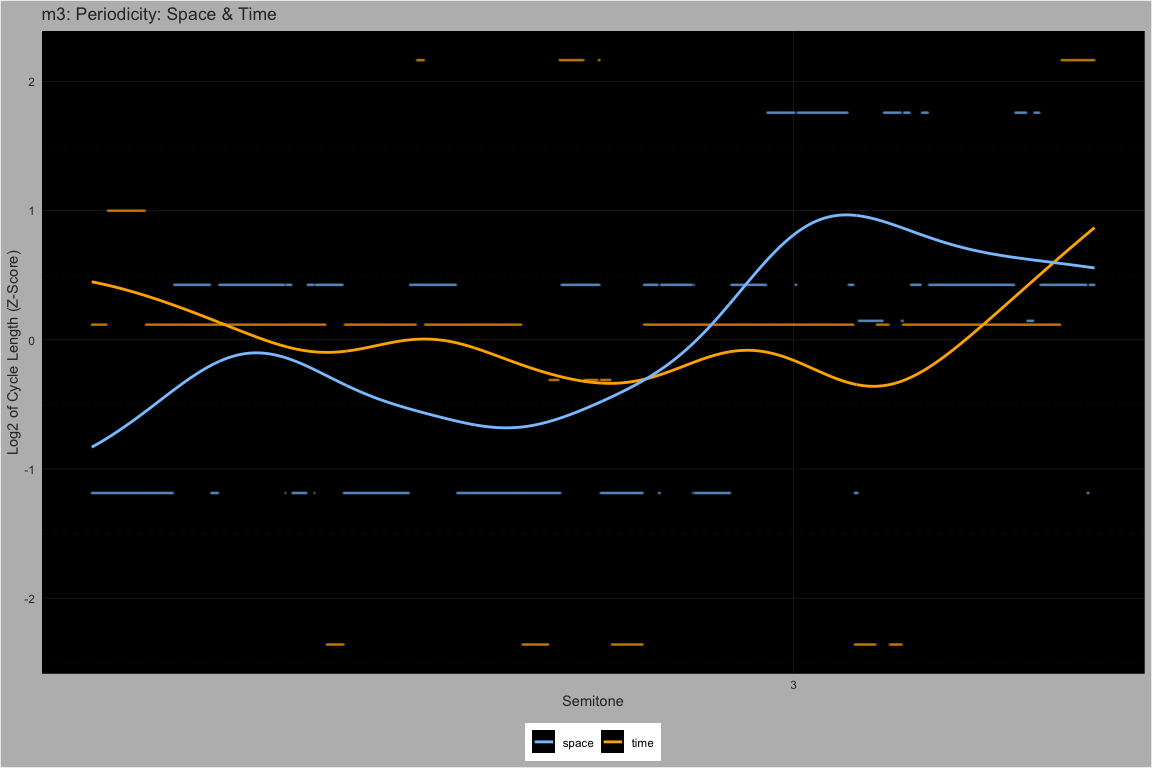 m3: Periodicity: Space & Time
Log2 of Cycle Length (Z-Score)
2
1
0
-1
-2
3
Semitone
space
time